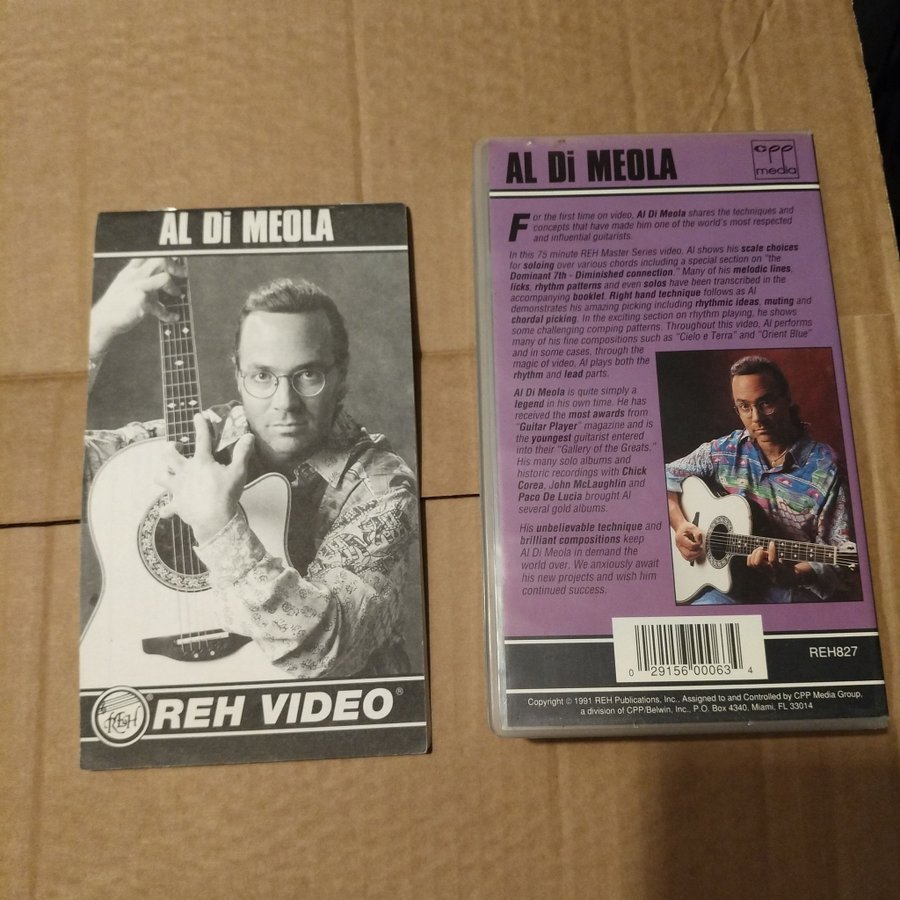 AL Di MEOLA
REH
REH VIDEO®
AL Di MEOLA
cpp
media
For the first time on video, Al Di Meola shares the techniques and
concepts that have made him one of the world's most respected
and influential guitarists.
In this 75 minute REH Master Series video, Al shows his scale choices
for soloing over various chords including a special section on "the
Dominant 7th - Diminished connection." Many of his melodic lines,
licks, rhythm patterns and even solos have been transcribed in the
accompanying booklet. Right hand technique follows as Al
demonstrates his amazing picking including rhythmic ideas, muting and
chordal picking. In the exciting section on rhythm playing, he shows
some challenging comping patterns. Throughout this video, Al performs
many of his fine compositions such as "Cielo e Terra" and "Orient Blue"
and in some cases, through the
magic of video, Al plays both the
rhythm and lead parts.
Al Di Meola is quite simply a
legend in his own time. He has
received the most awards from
"Guitar Player" magazine and is
the youngest guitarist entered
into their "Gallery of the Greats."
His many solo albums and
historic recordings with Chick
Corea, John McLaughlin and
Paco De Lucia brought Al
several gold albums.
His unbelievable technique and
brilliant compositions keep
Al Di Meola in demand the
world over. We anxiously await
his new projects and wish him
continued success.
0 29156 00063 4
REH827
Copyright © 1991 REH Publications, Inc., Assigned to and Controlled by CPP Media Group,
a division of CPP/Belwin, Inc., P.O. Box 4340, Miami, FL 33014